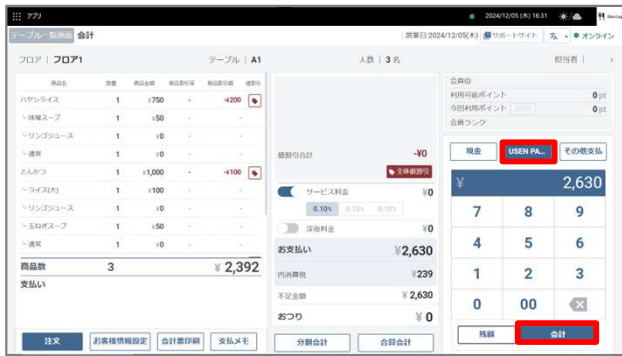 アプリ
2024/12/05 (木) 16:31
テーブル一覧画面 会計
営業日:2024/12/05(木) サポートサイト オンライン
フロア | フロア1 テーブル | A1 人数 | 3 名 担当者 |
商品名 数量 商品金額 単品割引率 単品割引額 種割引
ハヤシライス 1 ¥750 - -¥200
└味噌スープ 1 ¥50 - -
└リンゴジュース 1 ¥0 - -
└通常 1 ¥0 - -
とんかつ 1 ¥1,000 - -¥100
└ライス(大) 1 ¥100 - -
└リンゴジュース 1 ¥0 - -
└玉ねぎスープ 1 ¥50 - -
└通常 1 ¥0 - -
商品数 3 ¥ 2,392
支払い
注文 お客様情報設定 会計票印刷 支払メモ
値割引合計 -¥0
全体値割引
サービス料金 ¥0
0.10% 0.10% 0.10%
深夜料金 ¥0
お支払い ¥2,630
内消費税 ¥239
不足金額 ¥ 2,630
おつり ¥ 0
分割会計 合算会計
会員ID
利用可能ポイント 0 pt
今回利用ポイント 0 pt
会員ランク
現金 USEN PA... その他支払
¥ 2,630
7 8 9
4 5 6
1 2 3
0 00
残額 会計